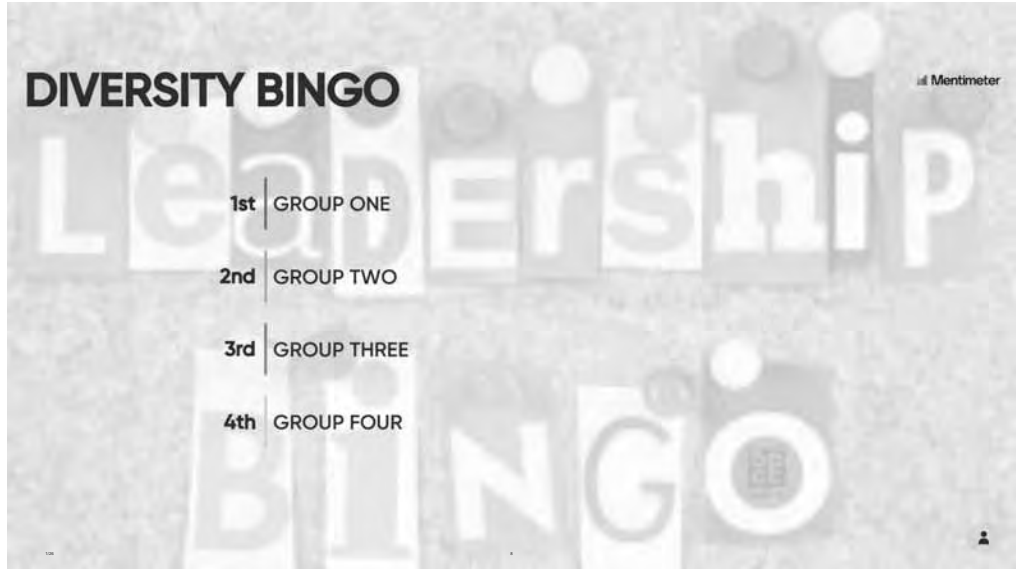 DIVERSITY BINGO
Mentimeter
LeaDErship
1st GROUP ONE
2nd GROUP TWO
3rd GROUP THREE
4th GROUP FOUR
BiNGO